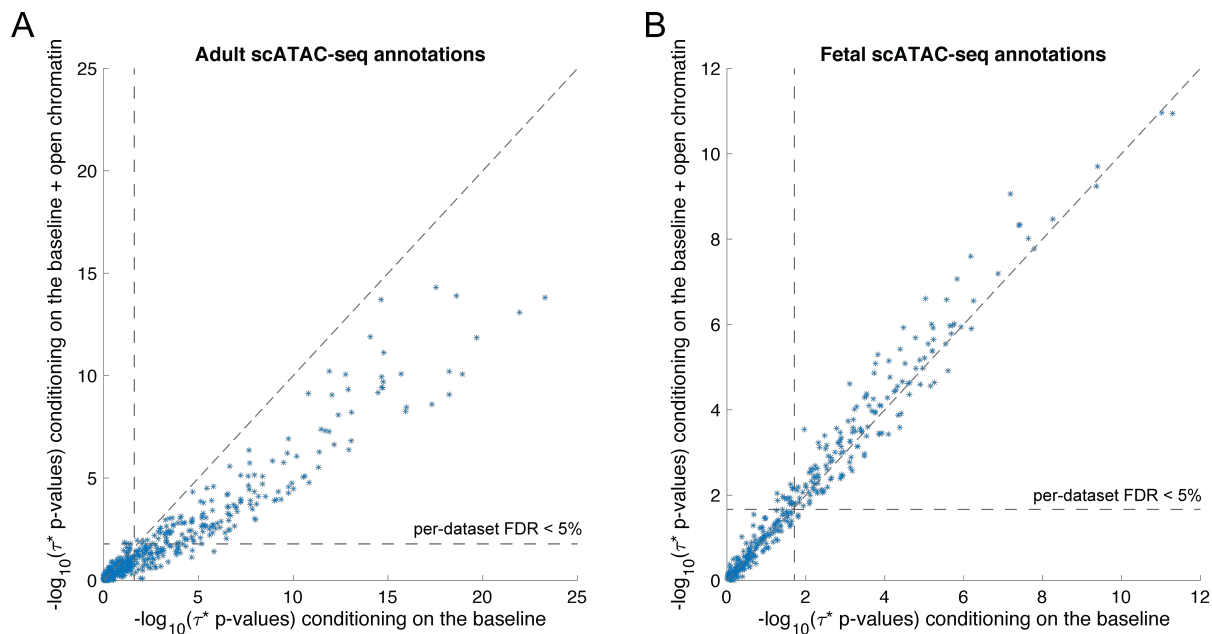 A
Adult scATAC-seq annotations
-log10(τ* p-values) conditioning on the baseline + open chromatin
25
20
15
10
5
0
per-dataset FDR < 5%
0 5 10 15 20 25
-log10(τ* p-values) conditioning on the baseline
B
Fetal scATAC-seq annotations
-log10(τ* p-values) conditioning on the baseline + open chromatin
12
10
8
6
4
2
0
per-dataset FDR < 5%
0 2 4 6 8 10 12
-log10(τ* p-values) conditioning on the baseline